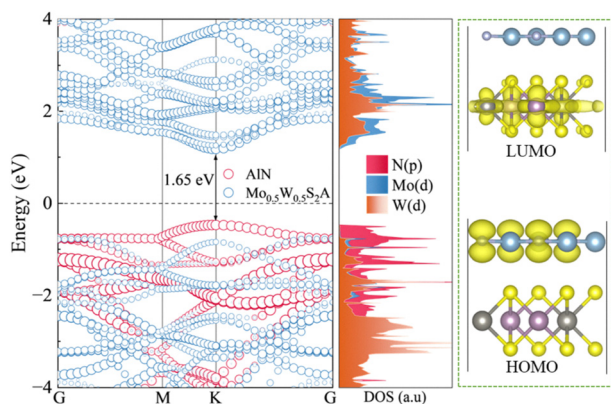 4
2
0
−2
−4
Energy (eV)
1.65 eV
AlN
Mo₀.₅W₀.₅S₂A
G
M
K
G
N(p)
Mo(d)
W(d)
DOS (a.u)
LUMO
HOMO